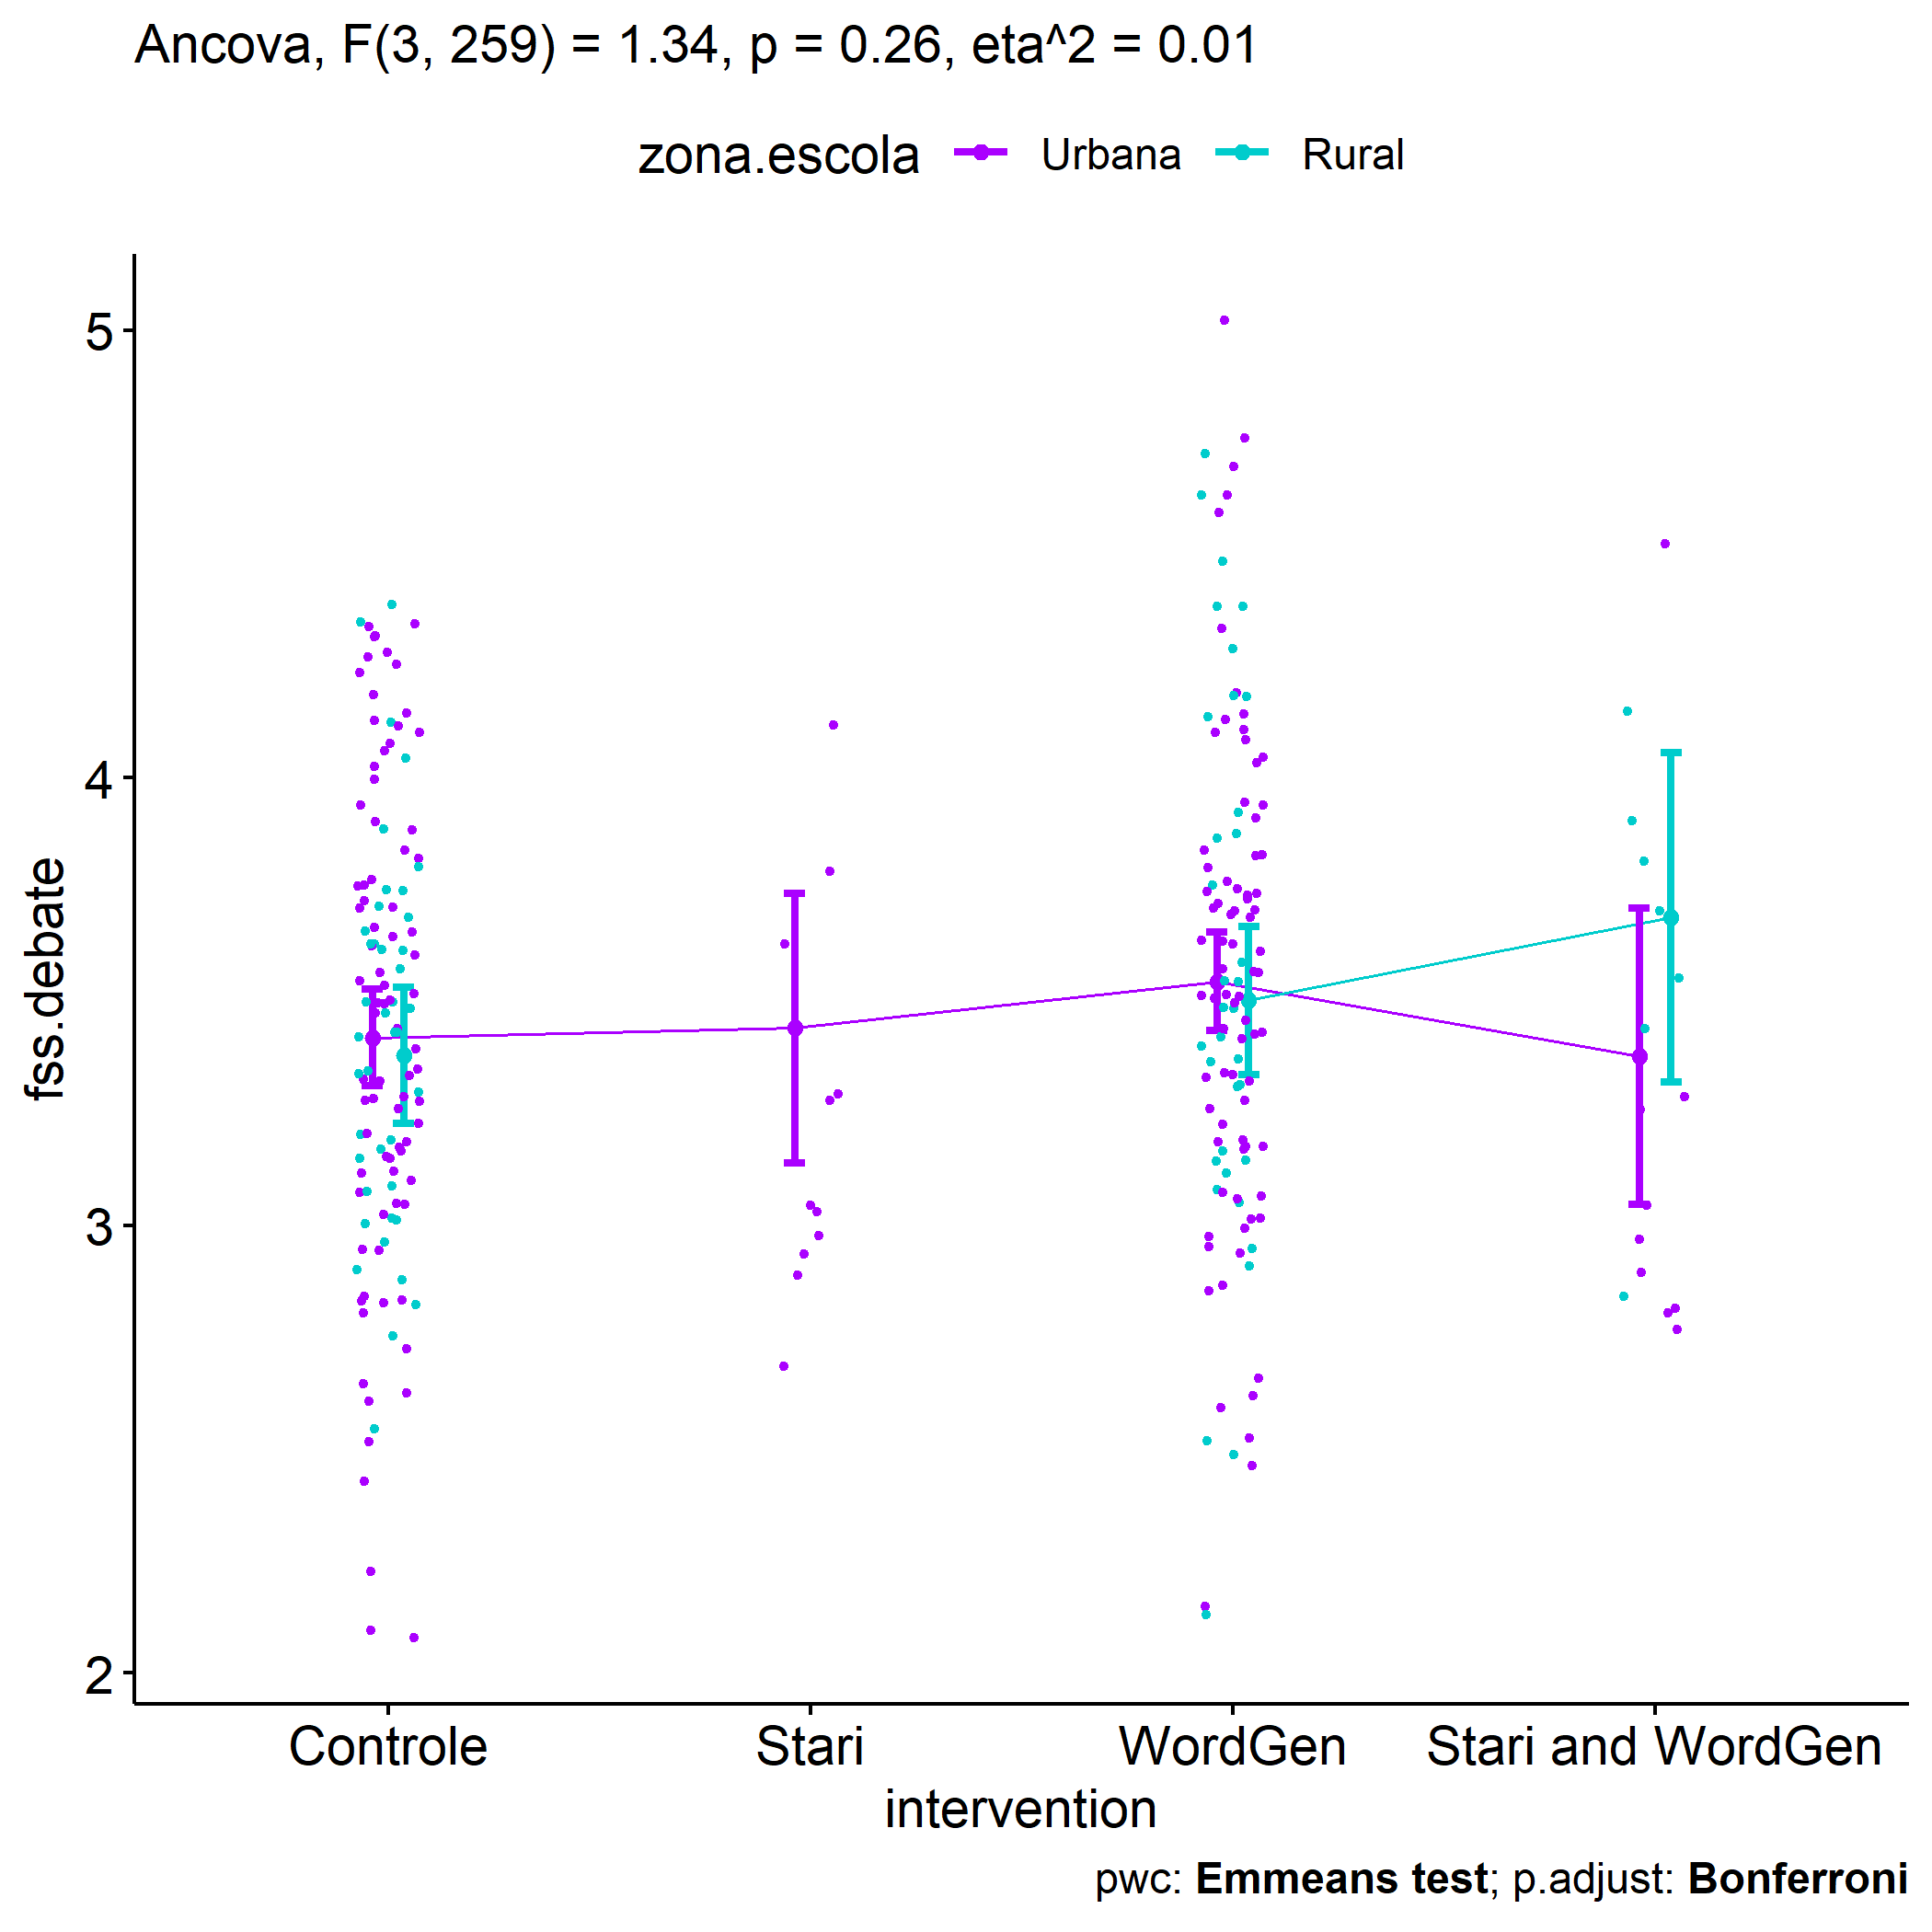 Ancova, F(3, 259) = 1.34, p = 0.26, eta^2 = 0.01
zona.escola Urbana Rural
5
4
3
2
fss.debate
Controle Stari WordGen Stari and WordGen
intervention
pwc: Emmeans test; p.adjust: Bonferroni